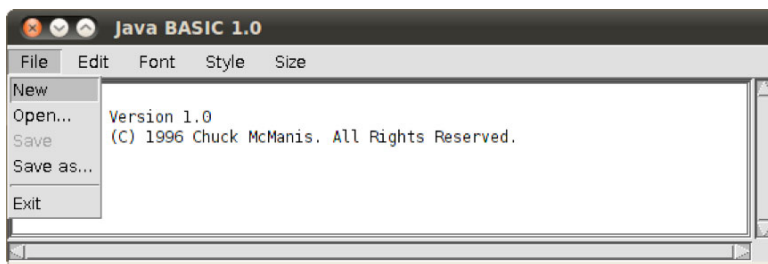 Java BASIC 1.0
File Edit Font Style Size
New
Open...
Version 1.0
Save
(C) 1996 Chuck McManis. All Rights Reserved.
Save as...
Exit